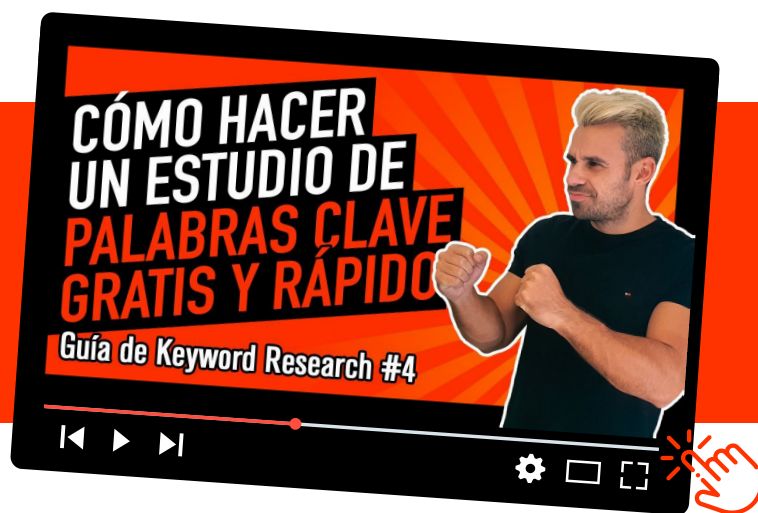 CÓMO HACER
UN ESTUDIO DE
PALABRAS CLAVE
GRATIS Y RÁPIDO
Guía de Keyword Research #4